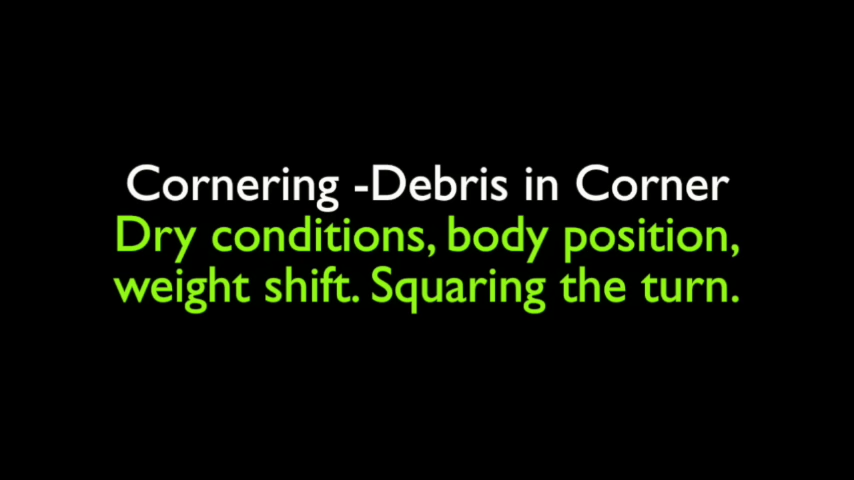 Cornering -Debris in Corner
Dry conditions, body position,
weight shift. Squaring the turn.